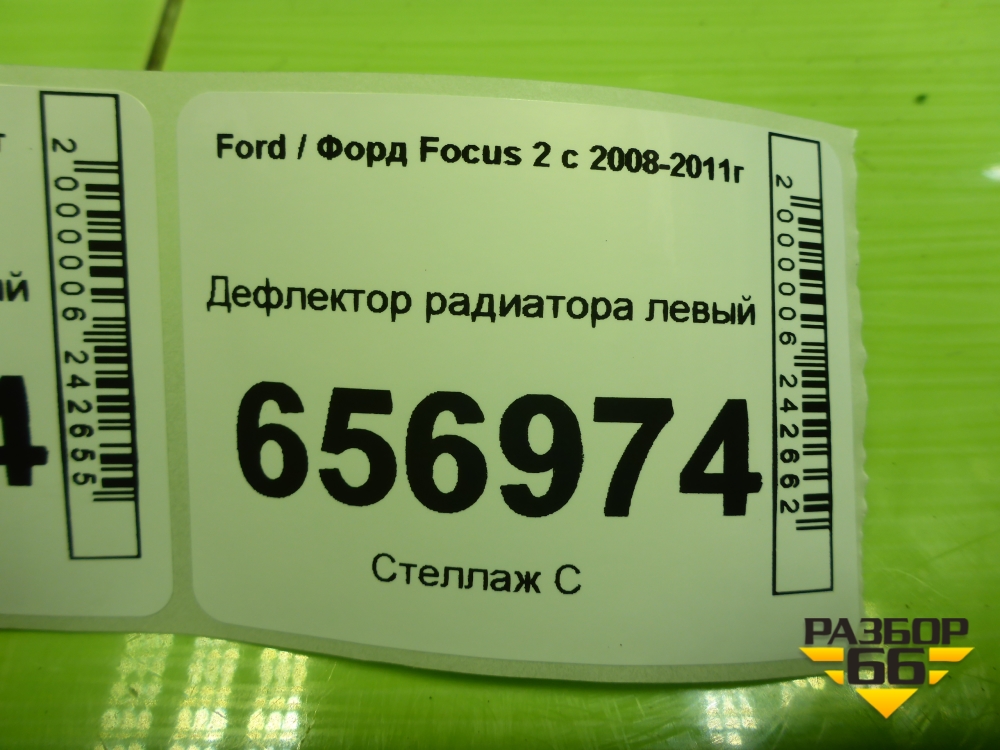 Ford / Форд Focus 2 с 2008-2011г
Дефлектор радиатора левый
656974
Стеллаж С
2000006242662
2000006242655
ий
4
РАЗБОР
66